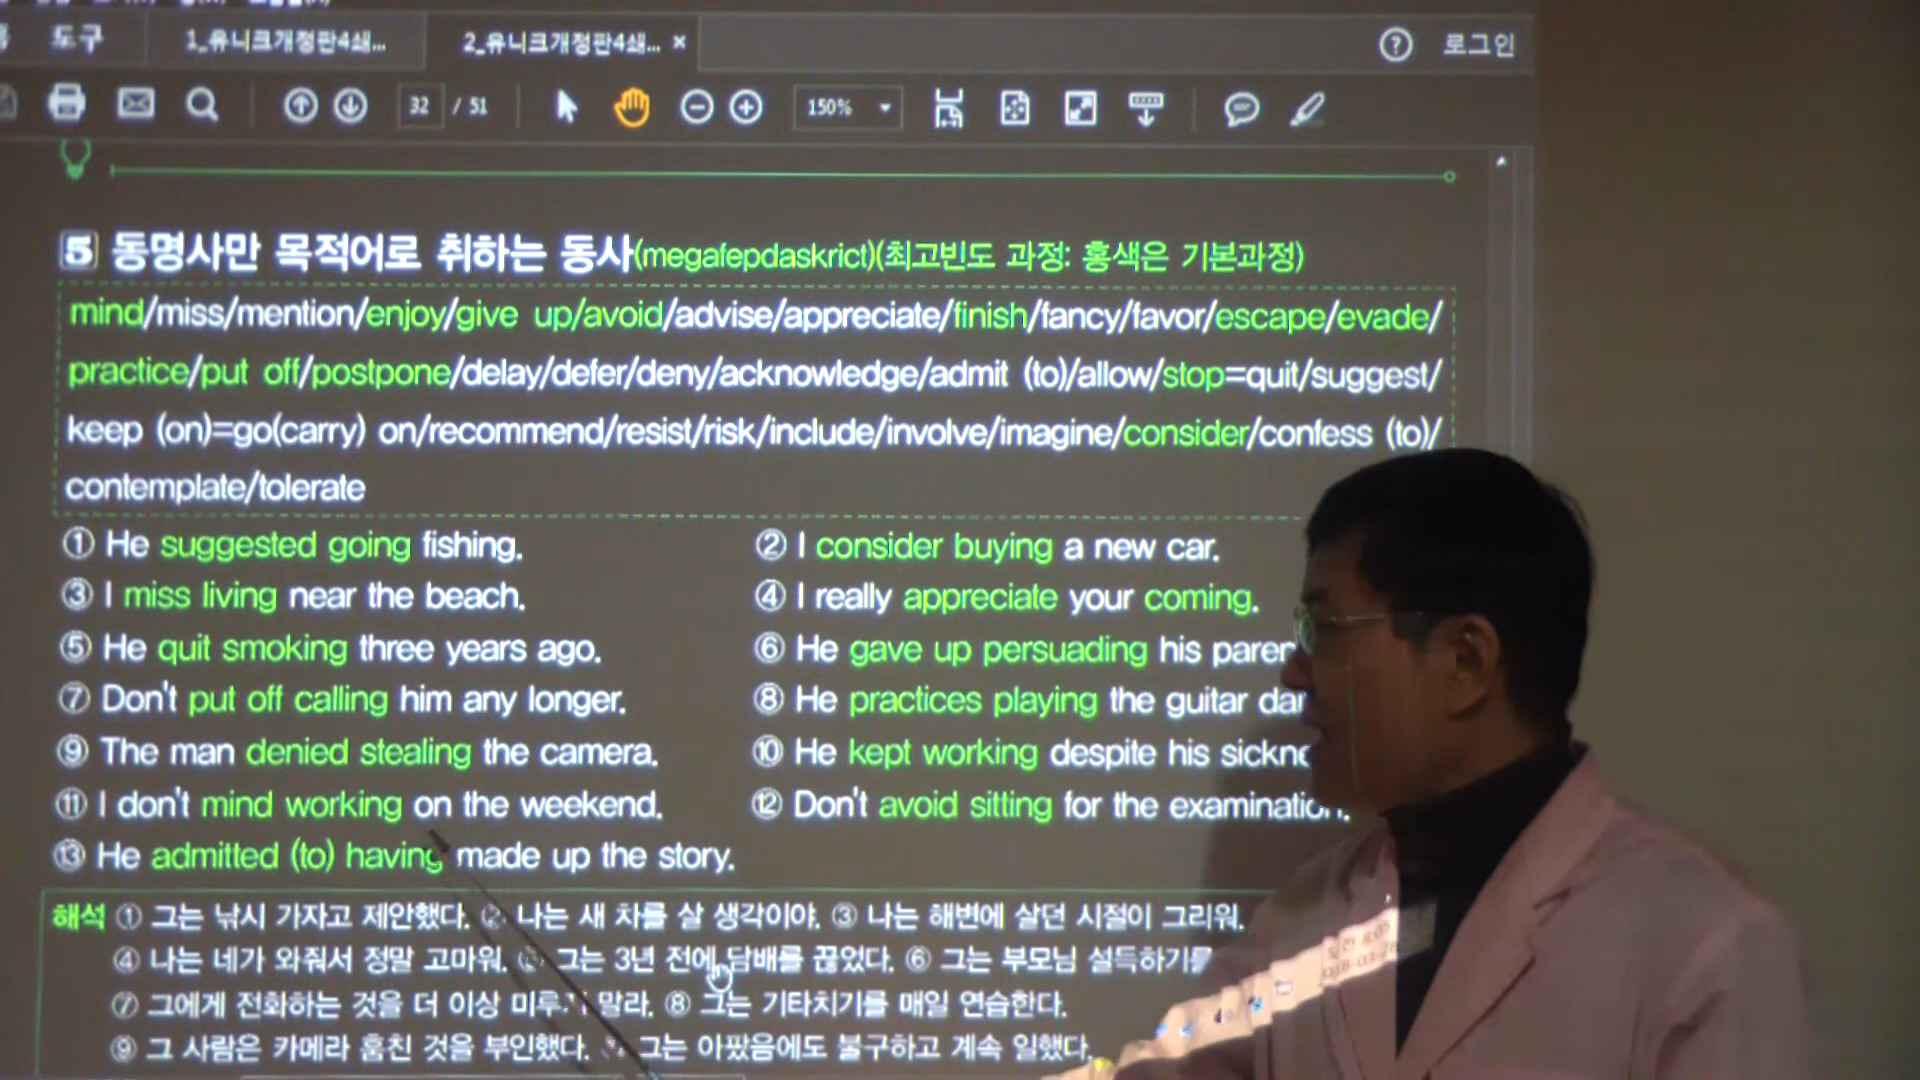 도구
1_유니크개정판4쇄...
2_유니크개정판4쇄... ×
로그인
32 / 51
150%
5 동명사만 목적어로 취하는 동사(megafepdaskrict)(최고빈도 과정: 홍색은 기본과정)
mind/miss/mention/enjoy/give up/avoid/advise/appreciate/finish/fancy/favor/escape/evade/
practice/put off/postpone/delay/defer/deny/acknowledge/admit (to)/allow/stop=quit/suggest/
keep (on)=go(carry) on/recommend/resist/risk/include/involve/imagine/consider/confess (to)/
contemplate/tolerate
① He suggested going fishing.
② I consider buying a new car.
③ I miss living near the beach.
④ I really appreciate your coming.
⑤ He quit smoking three years ago.
⑥ He gave up persuading his paren
⑦ Don't put off calling him any longer.
⑧ He practices playing the guitar da
⑨ The man denied stealing the camera.
⑩ He kept working despite his sickne
⑪ I don't mind working on the weekend.
⑫ Don't avoid sitting for the examination.
⑬ He admitted (to) having made up the story.
해석 ① 그는 낚시 가자고 제안했다. ② 나는 새 차를 살 생각이야. ③ 나는 해변에 살던 시절이 그리워.
④ 나는 네가 와줘서 정말 고마워. ⑤ 그는 3년 전에 담배를 끊었다. ⑥ 그는 부모님 설득하기를
⑦ 그에게 전화하는 것을 더 이상 미루지 말라. ⑧ 그는 기타치기를 매일 연습한다.
⑨ 그 사람은 카메라 훔친 것을 부인했다. ⑩ 그는 아팠음에도 불구하고 계속 일했다.